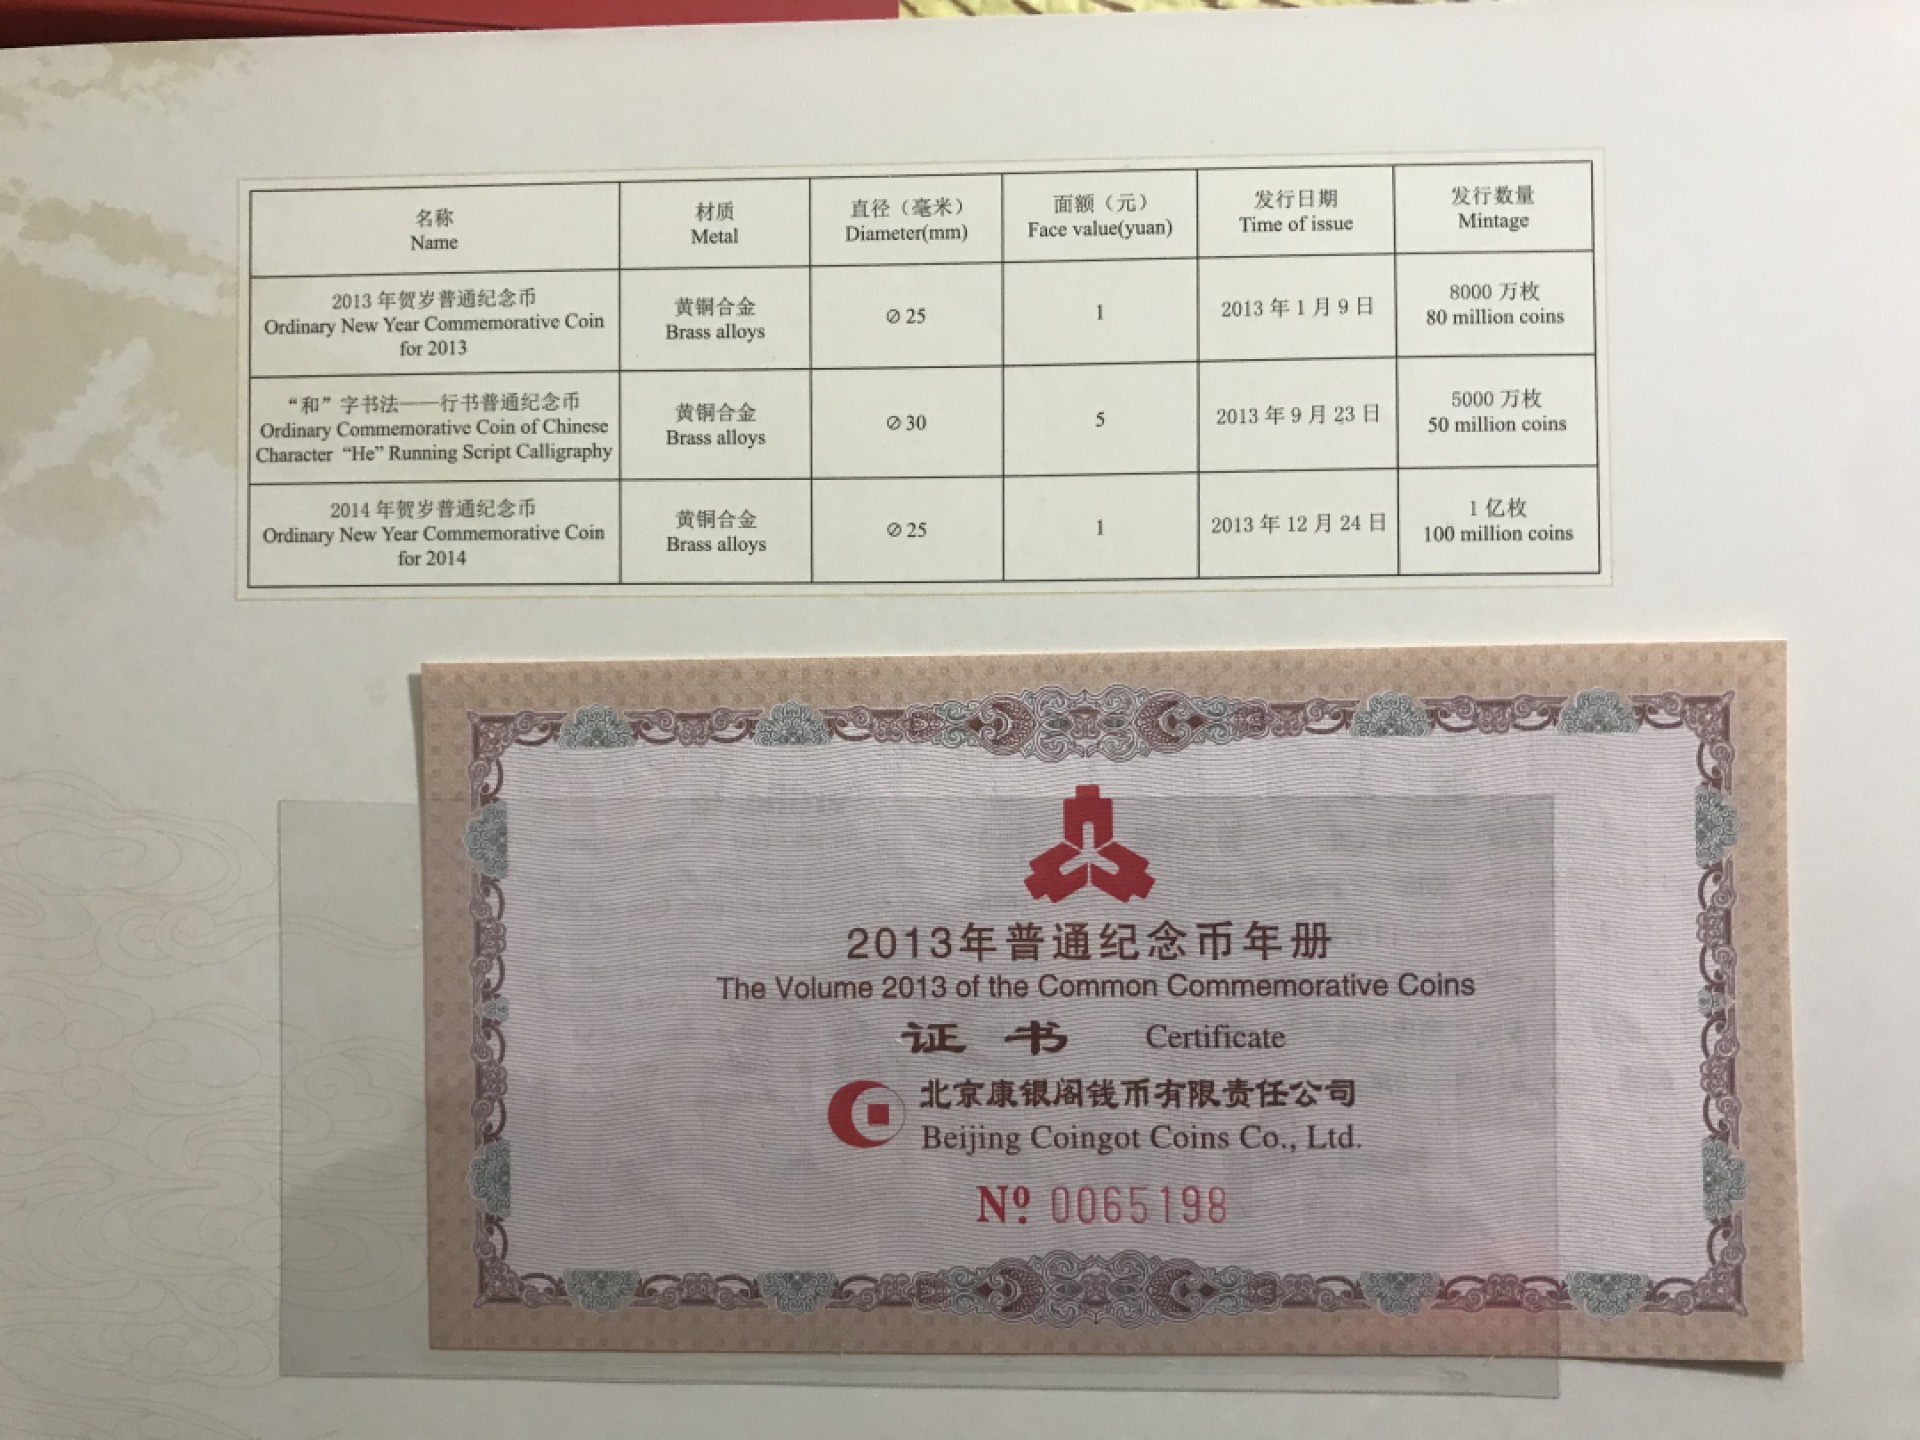 名称
Name
材质
Metal
直径（毫米）
Diameter(mm)
面额（元）
Face value(yuan)
发行日期
Time of issue
发行数量
Mintage
2013 年贺岁普通纪念币
Ordinary New Year Commemorative Coin
for 2013
黄铜合金
Brass alloys
∅ 25
1
2013 年 1 月 9 日
8000 万枚
80 million coins
“和”字书法——行书普通纪念币
Ordinary Commemorative Coin of Chinese
Character “He” Running Script Calligraphy
黄铜合金
Brass alloys
∅ 30
5
2013 年 9 月 23 日
5000 万枚
50 million coins
2014 年贺岁普通纪念币
Ordinary New Year Commemorative Coin
for 2014
黄铜合金
Brass alloys
∅ 25
1
2013 年 12 月 24 日
1 亿枚
100 million coins
2013年普通纪念币年册
The Volume 2013 of the Common Commemorative Coins
证书 Certificate
北京康银阁钱币有限责任公司
Beijing Coingot Coins Co., Ltd.
Nº 0065198